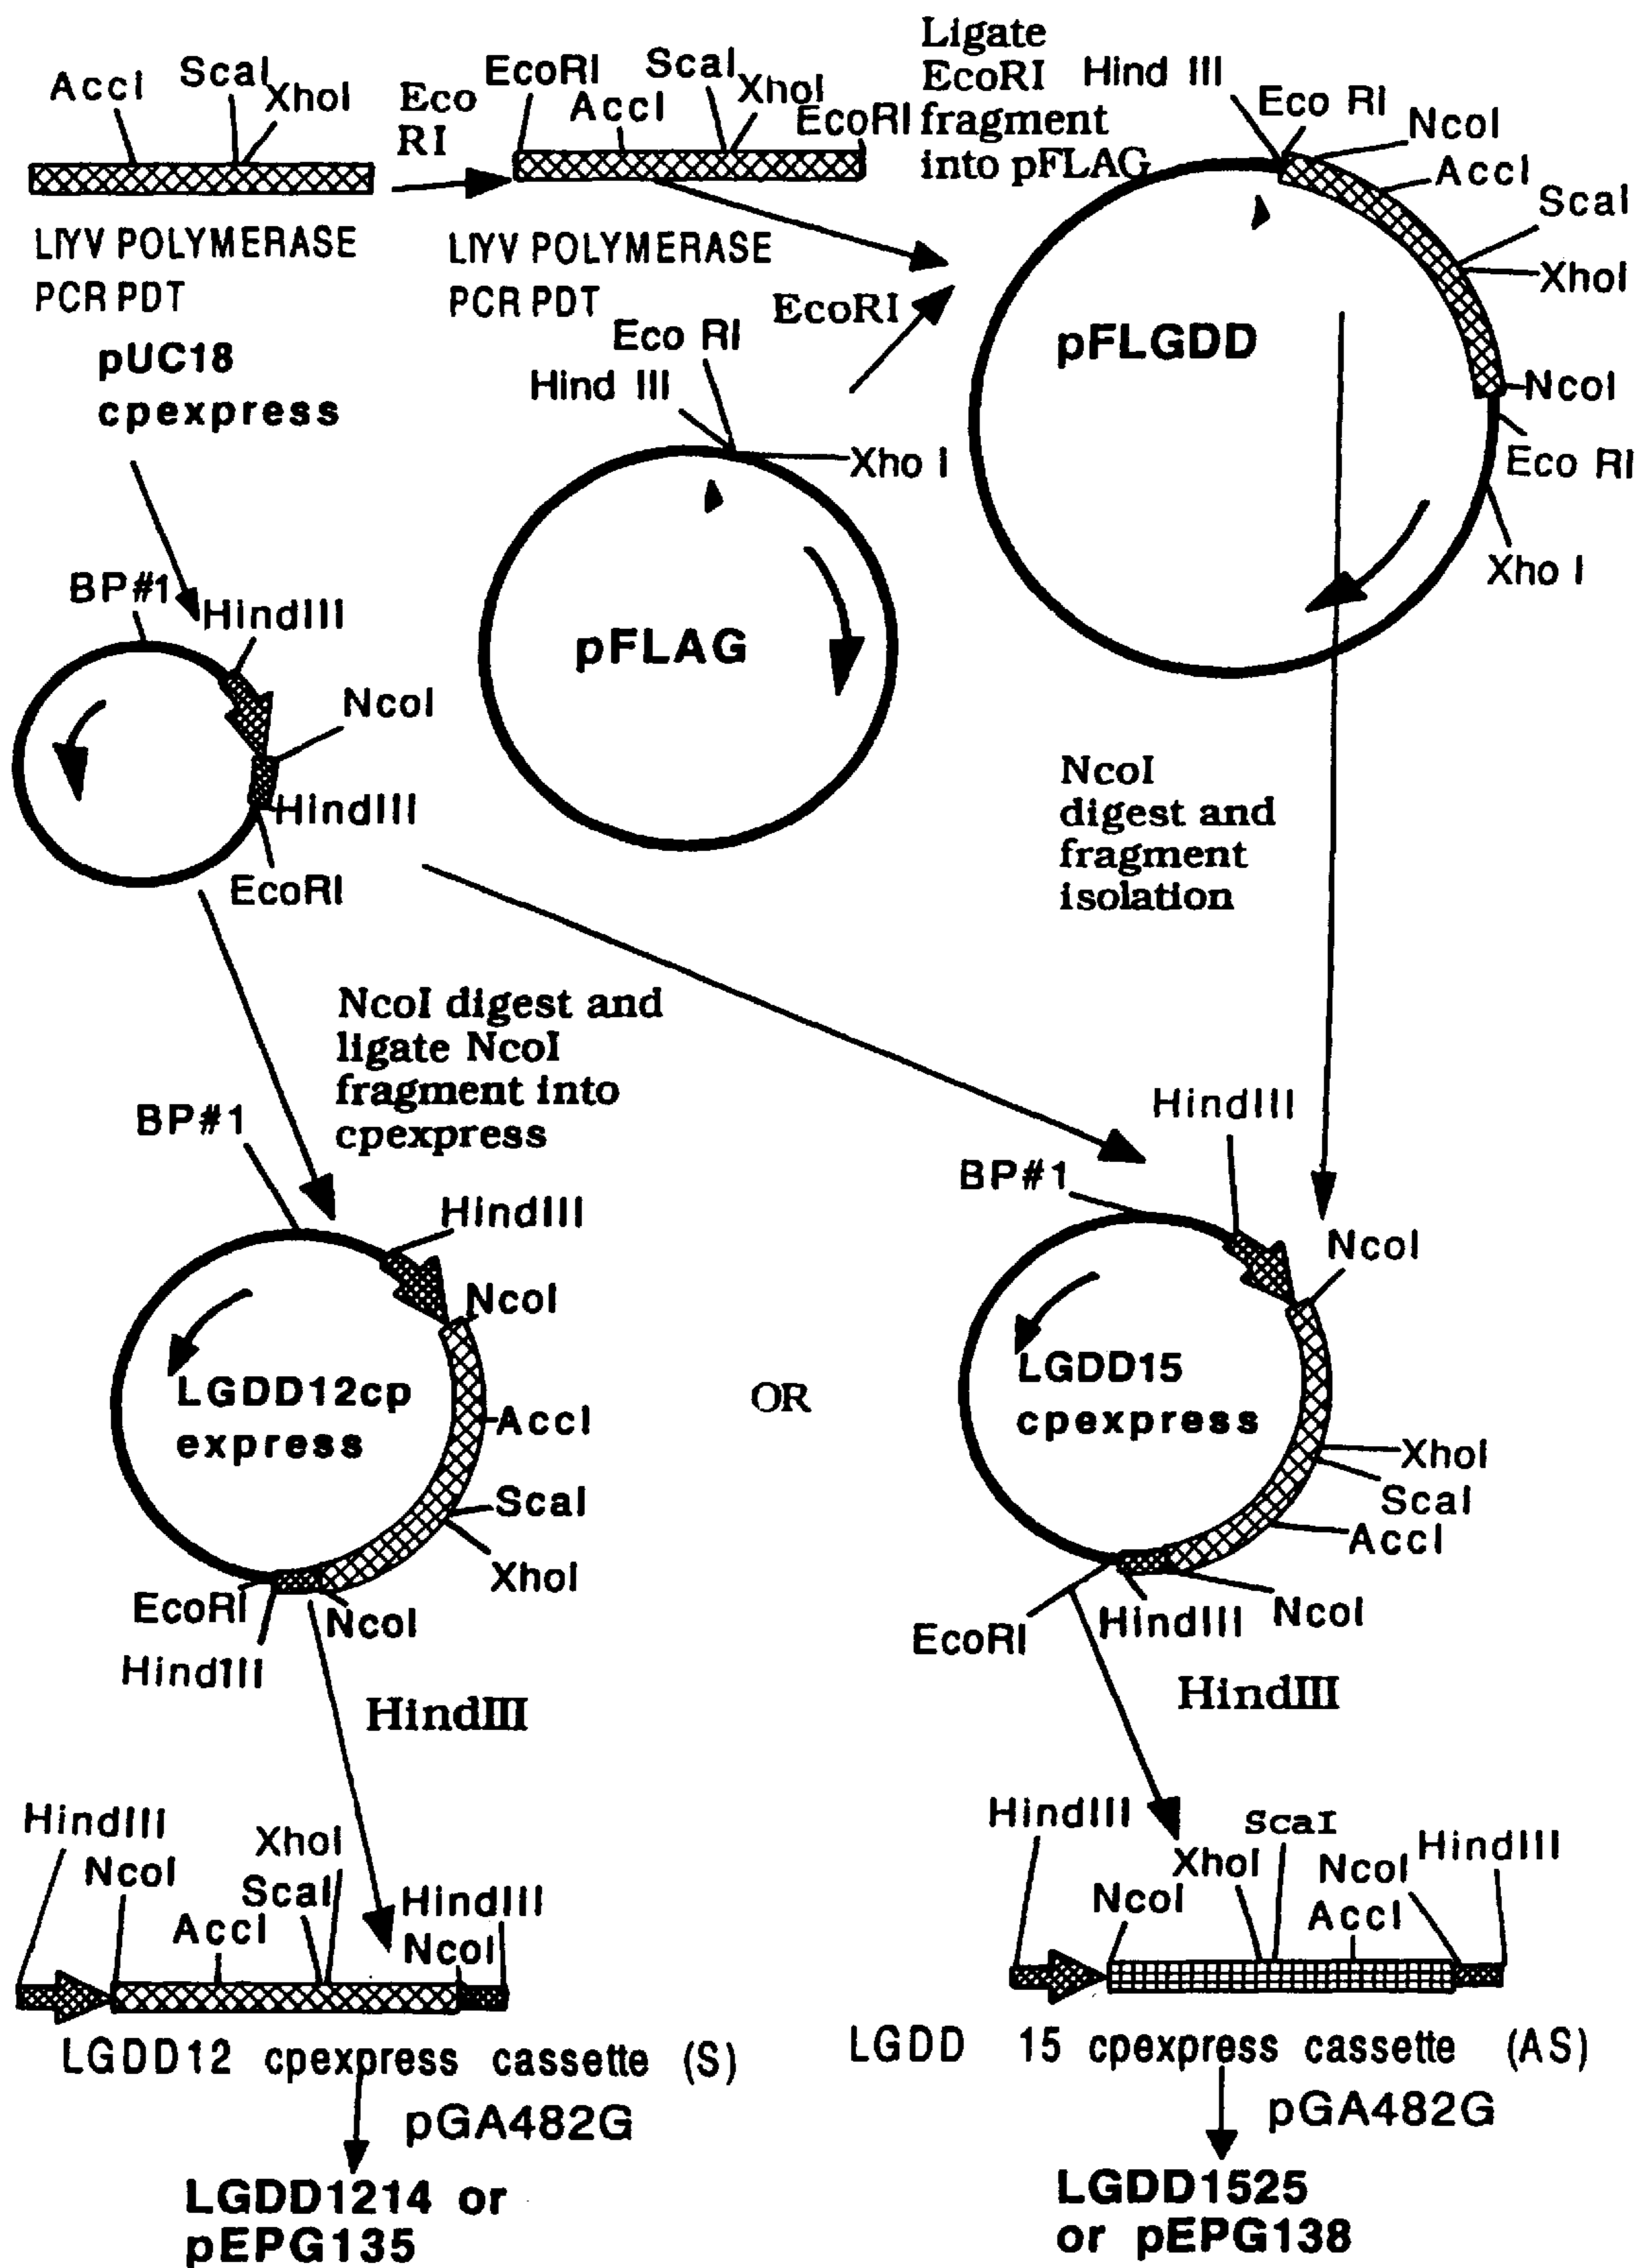 AccI
ScaI
XhoI
Eco
RI
EcoRI
AccI
ScaI
XhoI
EcoRI
Ligate
EcoRI
fragment
into pFLAG
Hind III
Eco RI
NcoI
AccI
ScaI
XhoI
NcoI
Eco RI
Xho I
pFLGDD
LIYV POLYMERASE
PCR PDT
LIYV POLYMERASE
PCR PDT
EcoRI
pUC18
cpexpress
Eco RI
Hind III
Xho I
pFLAG
BP#1
HindIII
NcoI
HindIII
EcoRI
NcoI
digest and
fragment
isolation
NcoI digest and
ligate NcoI
fragment into
cpexpress
BP#1
HindIII
NcoI
LGDD12cp
express
AccI
ScaI
XhoI
EcoRI
NcoI
HindIII
HindIII
OR
HindIII
BP#1
NcoI
LGDD15
cpexpress
XhoI
ScaI
AccI
EcoRI
HindIII
NcoI
HindIII
HindIII
NcoI
AccI
XhoI
ScaI
HindIII
NcoI
LGDD12 cpexpress cassette (S)
pGA482G
LGDD1214 or
pEPG135
HindIII
NcoI
XhoI
ScaI
NcoI
AccI
HindIII
LGDD 15 cpexpress cassette (AS)
pGA482G
LGDD1525
or pEPG138